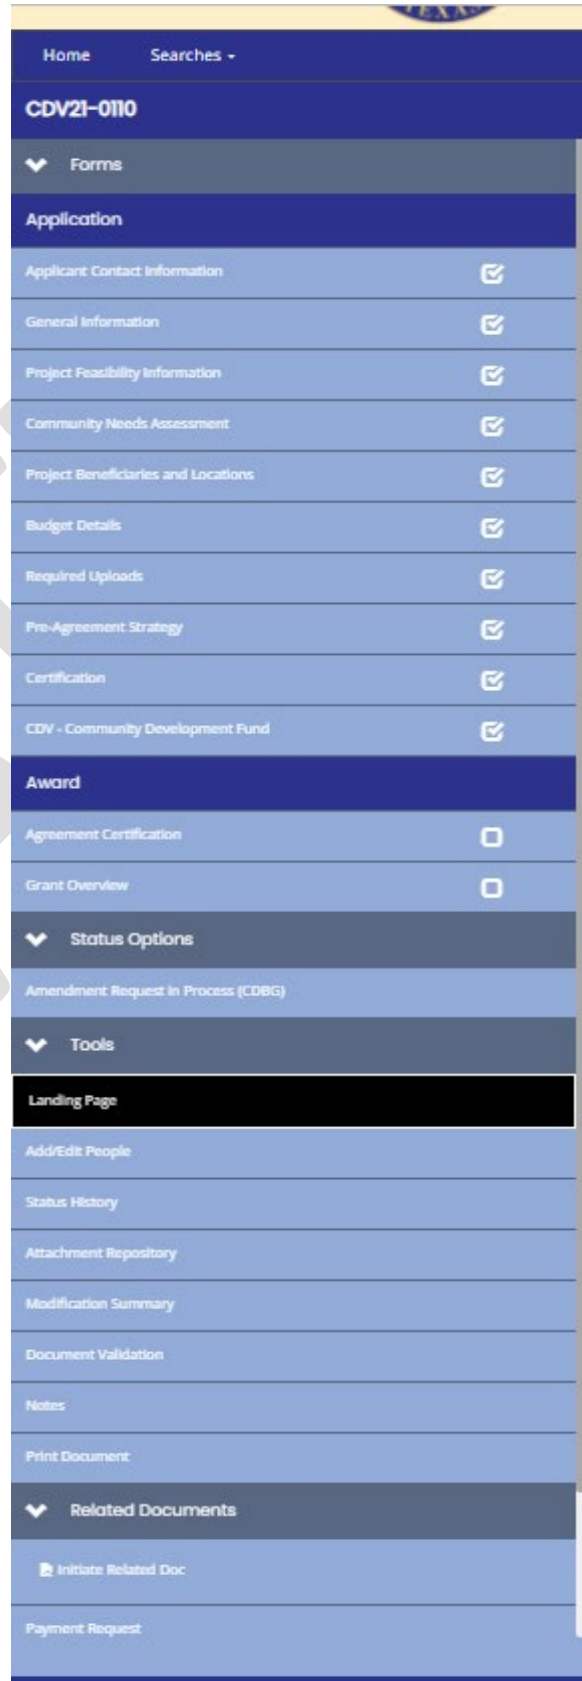 TEXAS
Home Searches
CDV21-0110
Forms
Application
Applicant Contact Information
General Information
Project Feasibility Information
Community Needs Assessment
Project Beneficiaries and Locations
Budget Details
Required Uploads
Pre-Agreement Strategy
Certification
CDV - Community Development Fund
Award
Agreement Certification
Grant Overview
Status Options
Amendment Request in Process (CDBG)
Tools
Landing Page
Add/Edit People
Status History
Attachment Repository
Modification Summary
Document Validation
Notes
Print Document
Related Documents
Initiate Related Doc
Payment Request